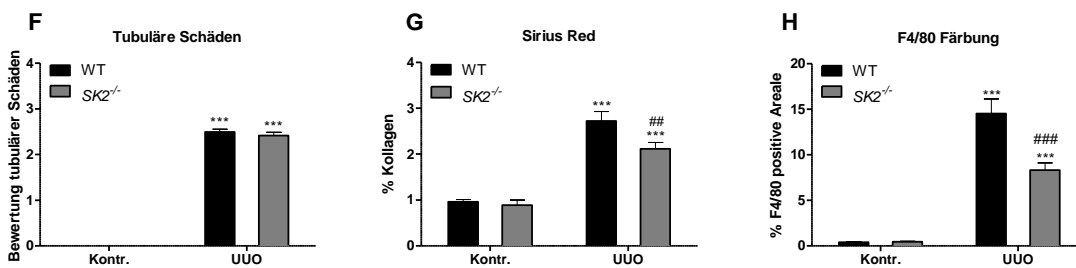 F
Tubuläre Schäden
Bewertung tubulärer Schäden
4
3
2
1
0
WT
SK2-/-
*** ***
Kontr. UUO
G
Sirius Red
% Kollagen
4
3
2
1
0
WT
SK2-/-
***
##
***
Kontr. UUO
H
F4/80 Färbung
% F4/80 positive Areale
20
15
10
5
0
WT
SK2-/-
***
###
***
Kontr. UUO